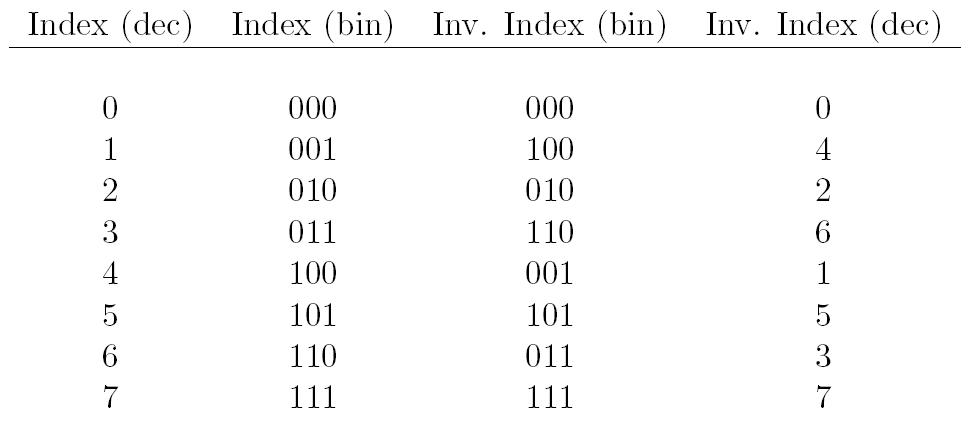 Index (dec) Index (bin) Inv. Index (bin) Inv. Index (dec)
0 000 000 0
1 001 100 4
2 010 010 2
3 011 110 6
4 100 001 1
5 101 101 5
6 110 011 3
7 111 111 7